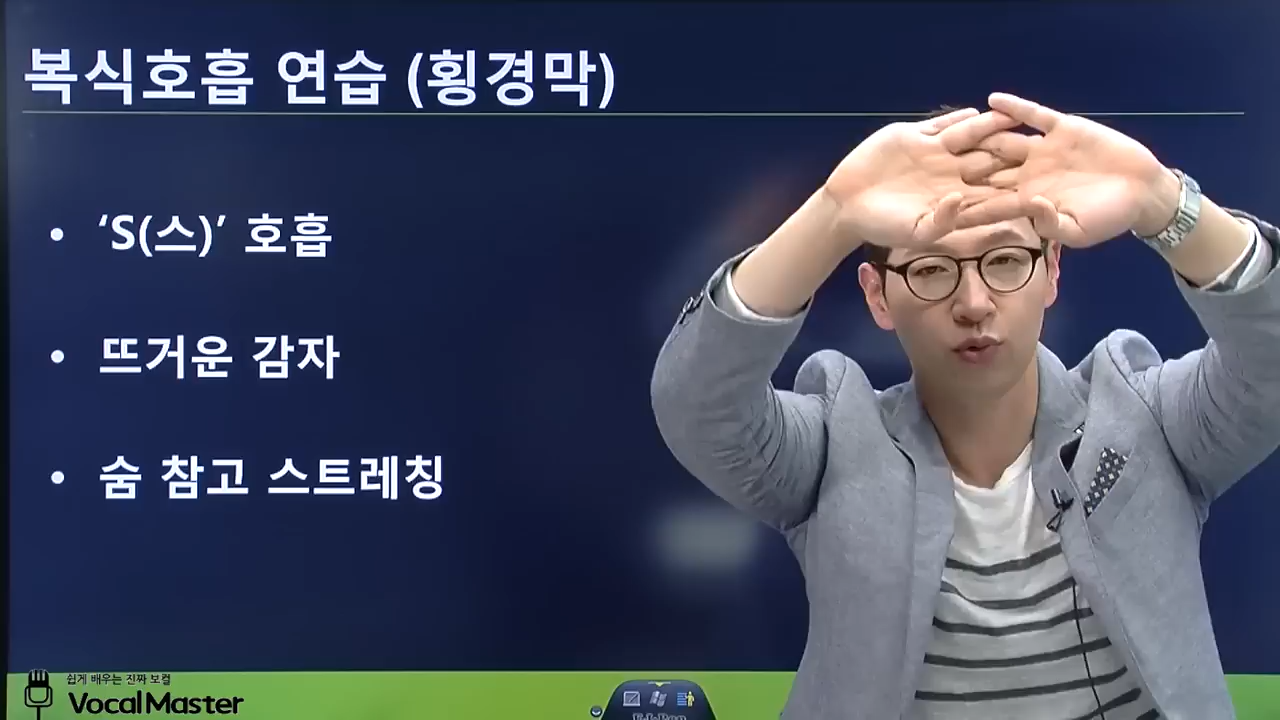 복식호흡 연습 (횡경막)
• ‘S(스)’ 호흡
• 뜨거운 감자
• 숨 참고 스트레칭
쉽게 배우는 진짜 보컬
VocalMaster